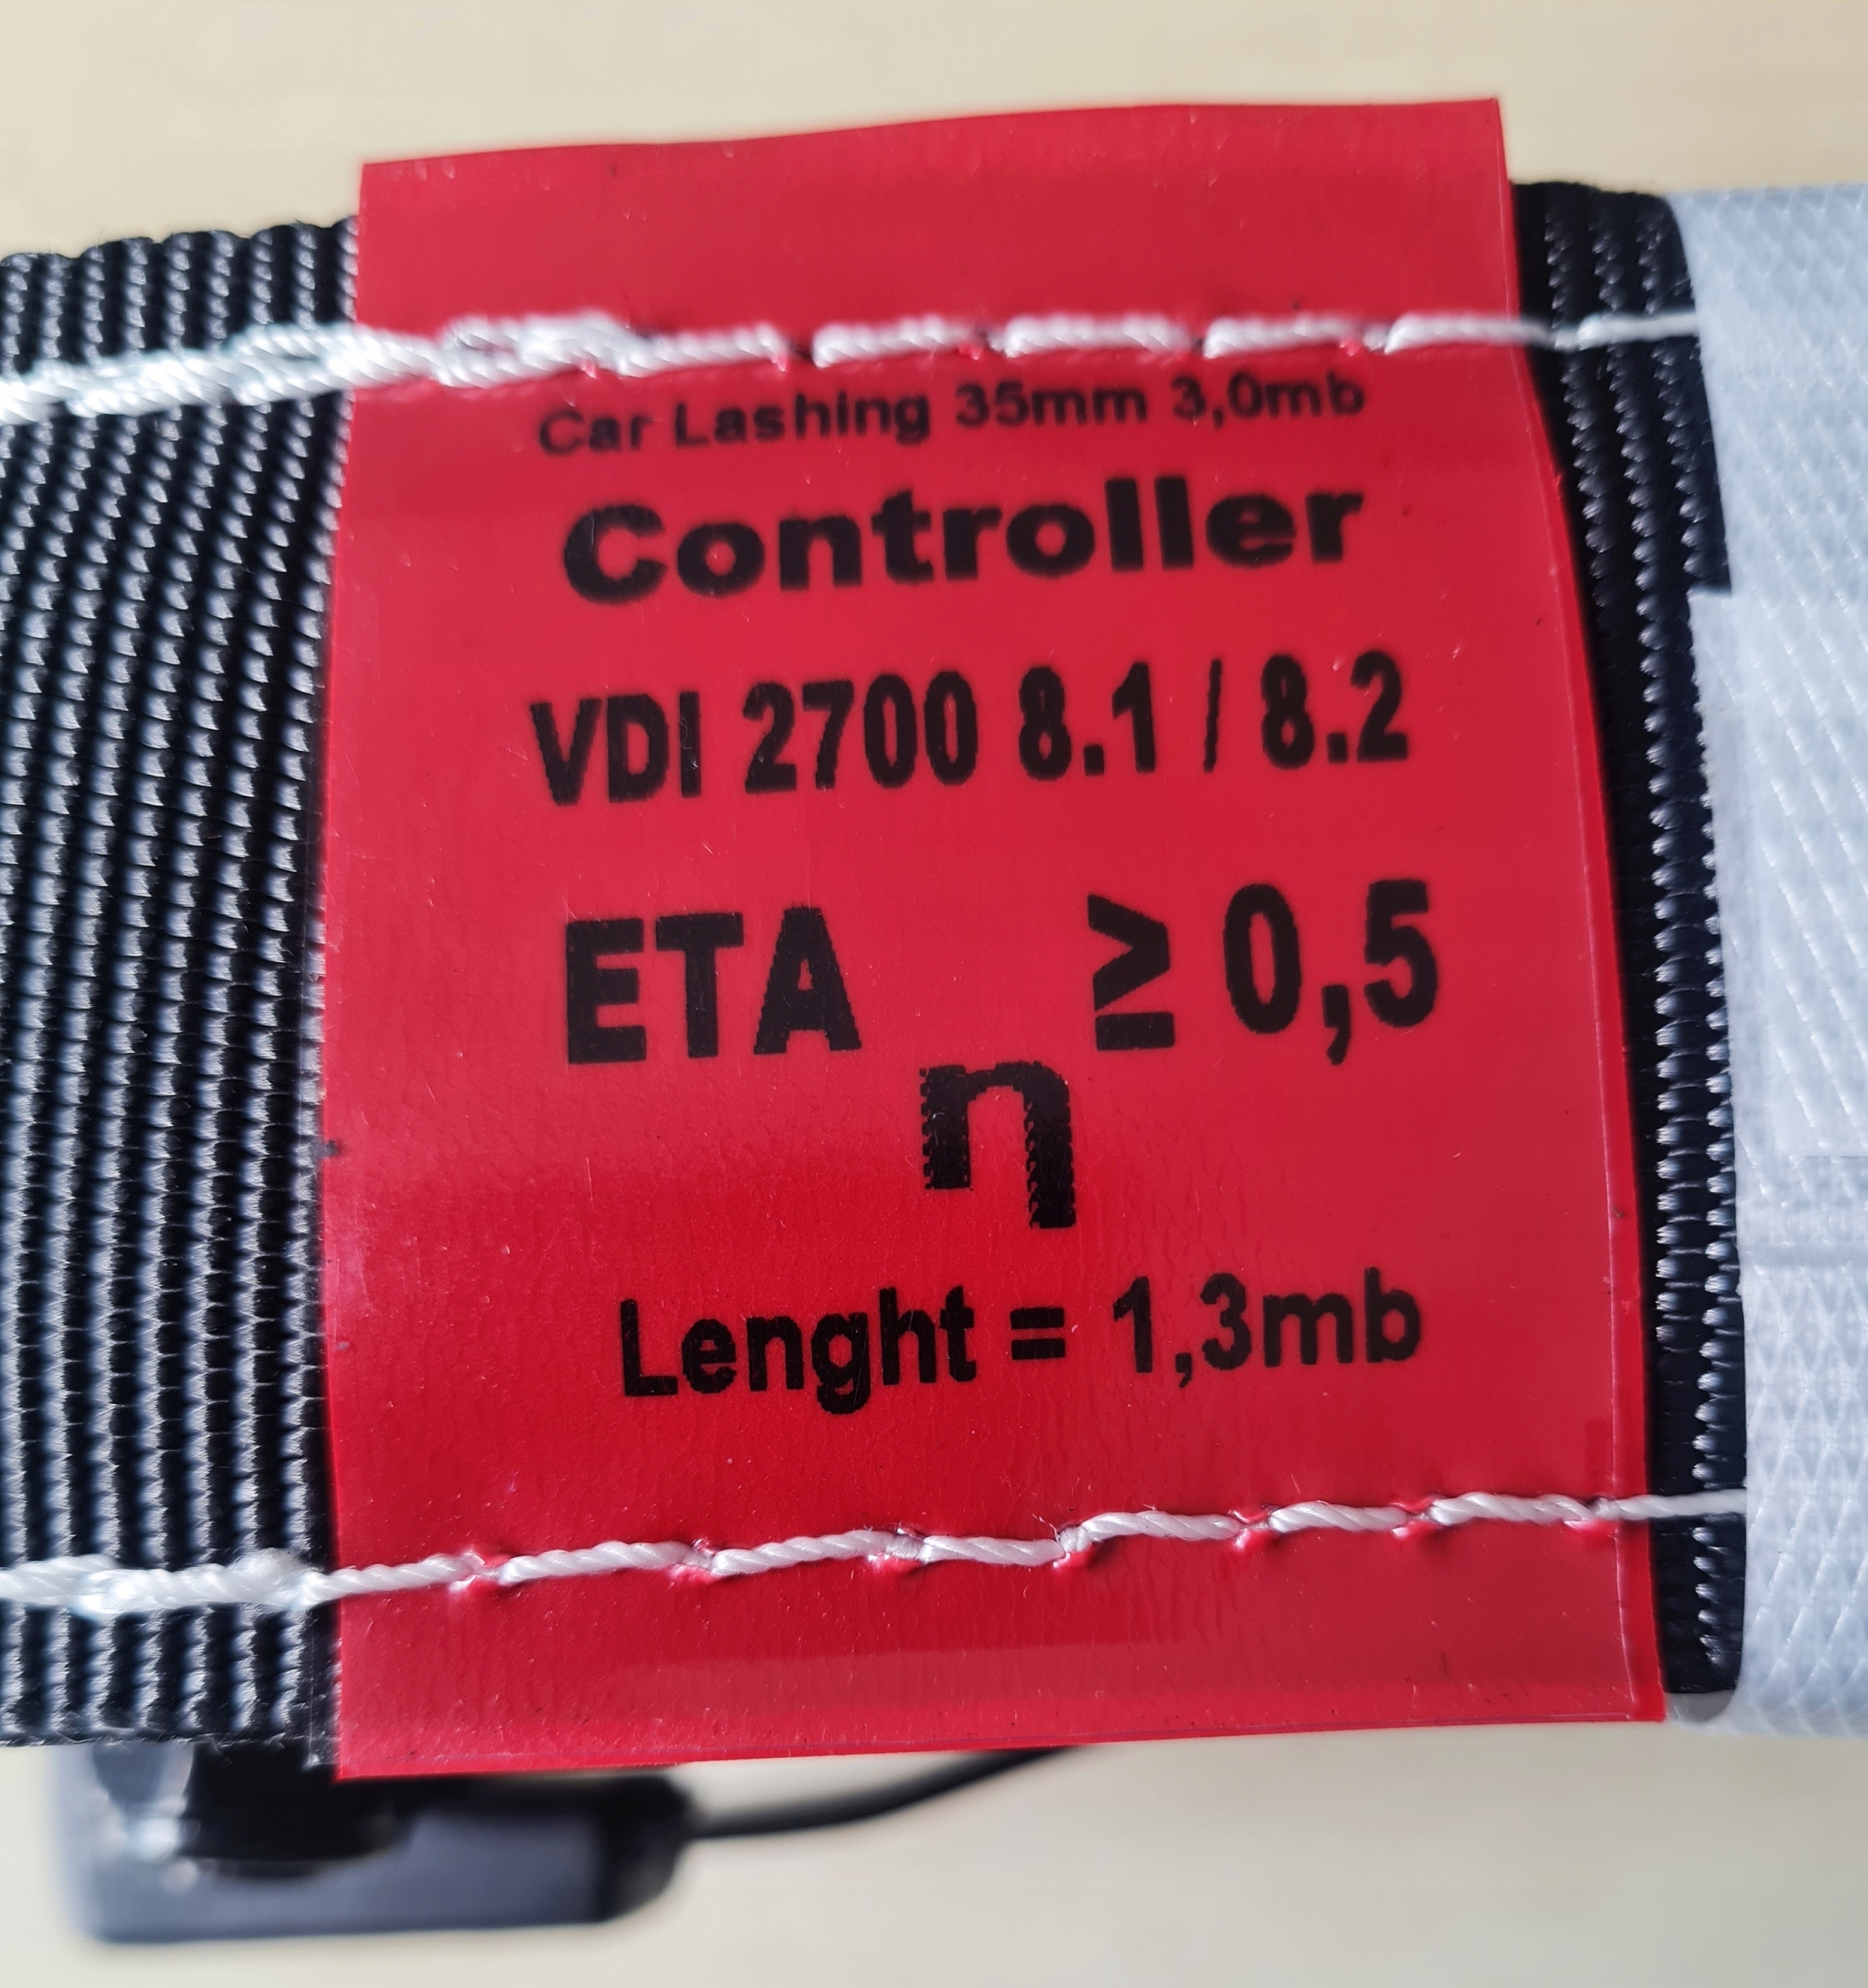 Car Lashing 35mm 3,0mb
Controller
VDI 2700 8.1 / 8.2
ETA ≥ 0,5
η
Lenght = 1,3mb